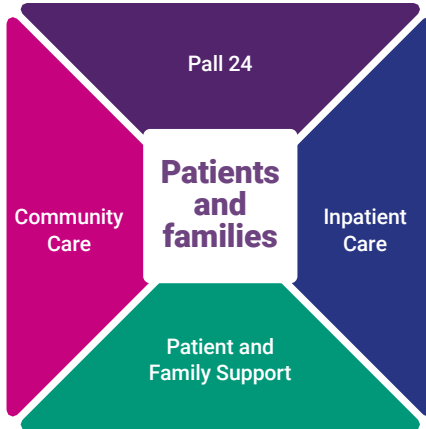 Pall 24
Patients
and
families
Community
Care
Inpatient
Care
Patient and
Family Support